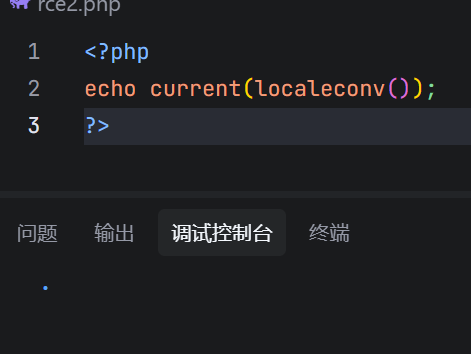 rce2.php
1 <?php
2 echo current(localeconv());
3 ?>
问题 输出 调试控制台 终端
.